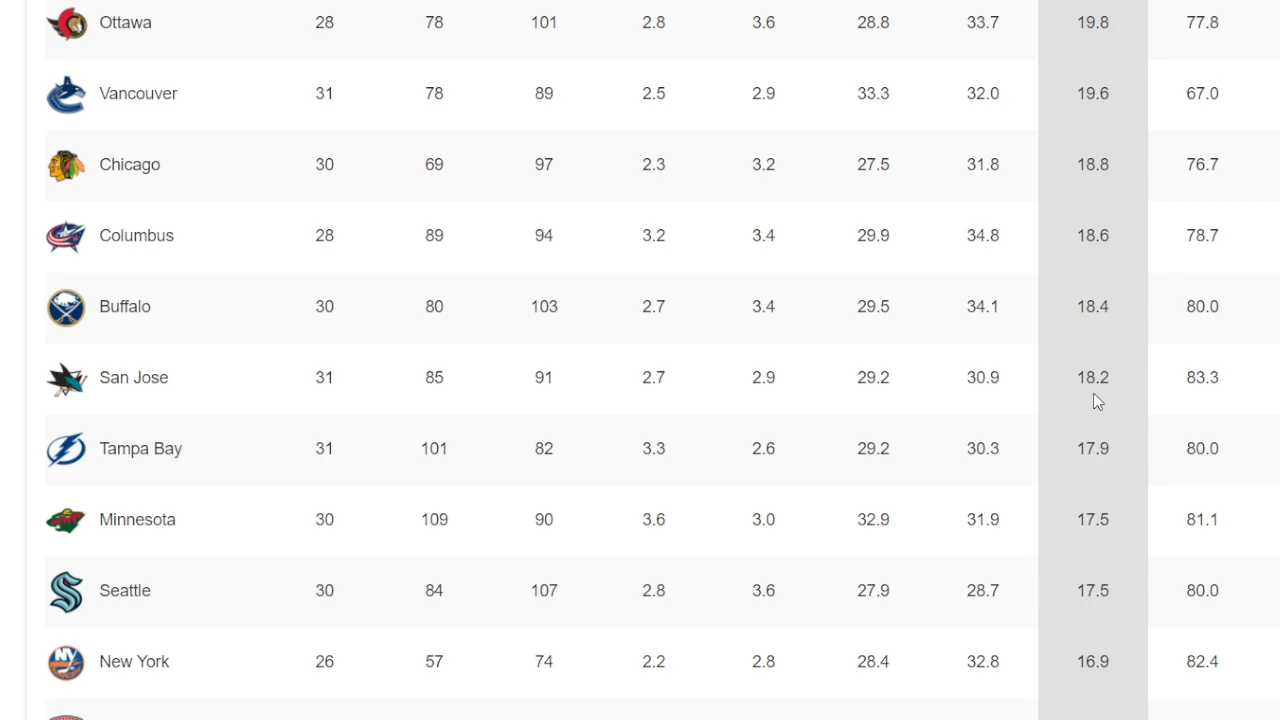 Ottawa 28 78 101 2.8 3.6 28.8 33.7 19.8 77.8
Vancouver 31 78 89 2.5 2.9 33.3 32.0 19.6 67.0
Chicago 30 69 97 2.3 3.2 27.5 31.8 18.8 76.7
Columbus 28 89 94 3.2 3.4 29.9 34.8 18.6 78.7
Buffalo 30 80 103 2.7 3.4 29.5 34.1 18.4 80.0
San Jose 31 85 91 2.7 2.9 29.2 30.9 18.2 83.3
Tampa Bay 31 101 82 3.3 2.6 29.2 30.3 17.9 80.0
Minnesota 30 109 90 3.6 3.0 32.9 31.9 17.5 81.1
Seattle 30 84 107 2.8 3.6 27.9 28.7 17.5 80.0
NY New York 26 57 74 2.2 2.8 28.4 32.8 16.9 82.4